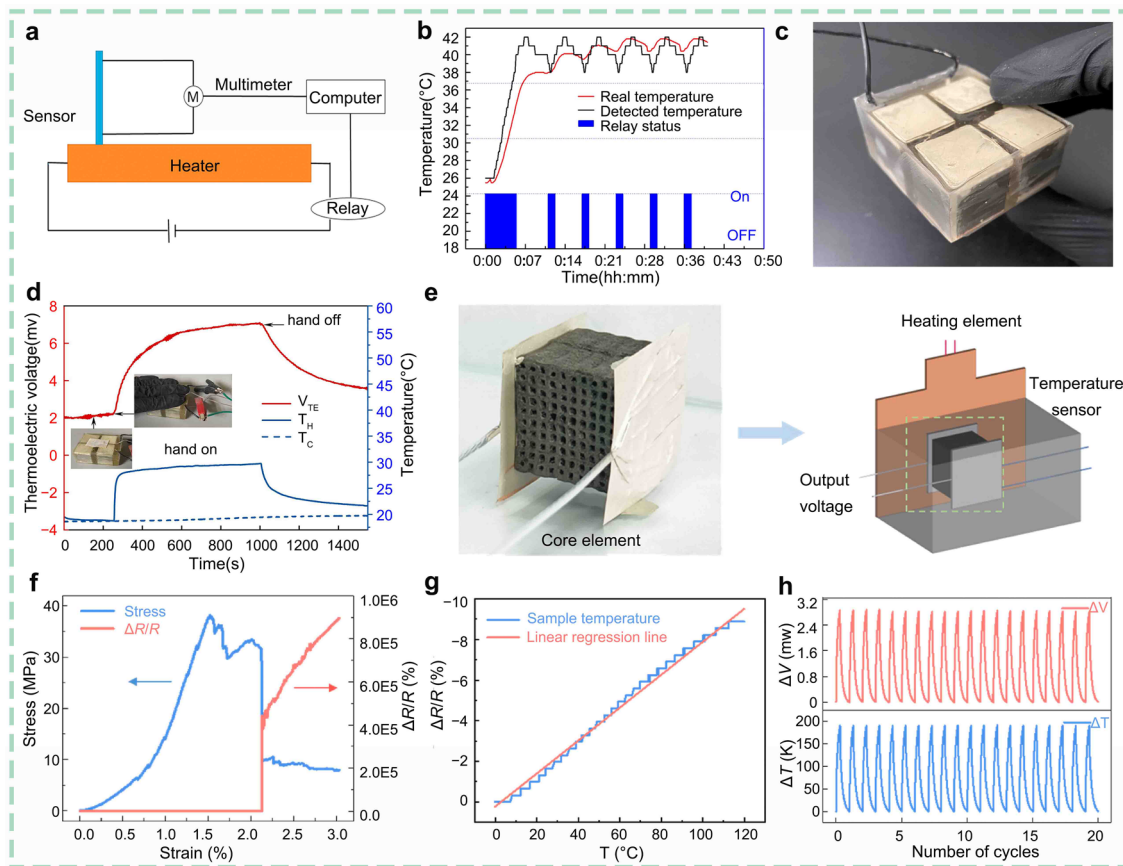 a
Sensor
M
Multimeter
Computer
Heater
Relay
b
Temperature(°C)
42
40
38
36
34
32
30
28
26
24
22
20
18
Real temperature
Detected temperature
Relay status
On
OFF
0:00 0:07 0:14 0:21 0:28 0:36 0:43 0:50
Time(hh:mm)
c
d
Thermoelectric volatge(mv)
8
6
4
2
0
−2
−4
hand off
hand on
V_TE
T_H
T_C
60
55
50
45
40
35
30
25
20
Temperature(°C)
0 200 400 600 800 1000 1200 1400
Time(s)
e
Core element
Heating element
Temperature
sensor
Output
voltage
f
Stress (MPa)
40
30
20
10
0
Stress
ΔR/R
1.0E6
8.0E5
6.0E5
4.0E5
2.0E5
0.0
ΔR/R (%)
0.0 0.5 1.0 1.5 2.0 2.5 3.0
Strain (%)
g
ΔR/R (%)
−10
−8
−6
−4
−2
0
Sample temperature
Linear regression line
0 20 40 60 80 100 120
T (°C)
h
ΔV (mw)
3.2
2.4
1.6
0.8
0
ΔV
ΔT (K)
200
150
100
50
0
ΔT
0 5 10 15 20
Number of cycles